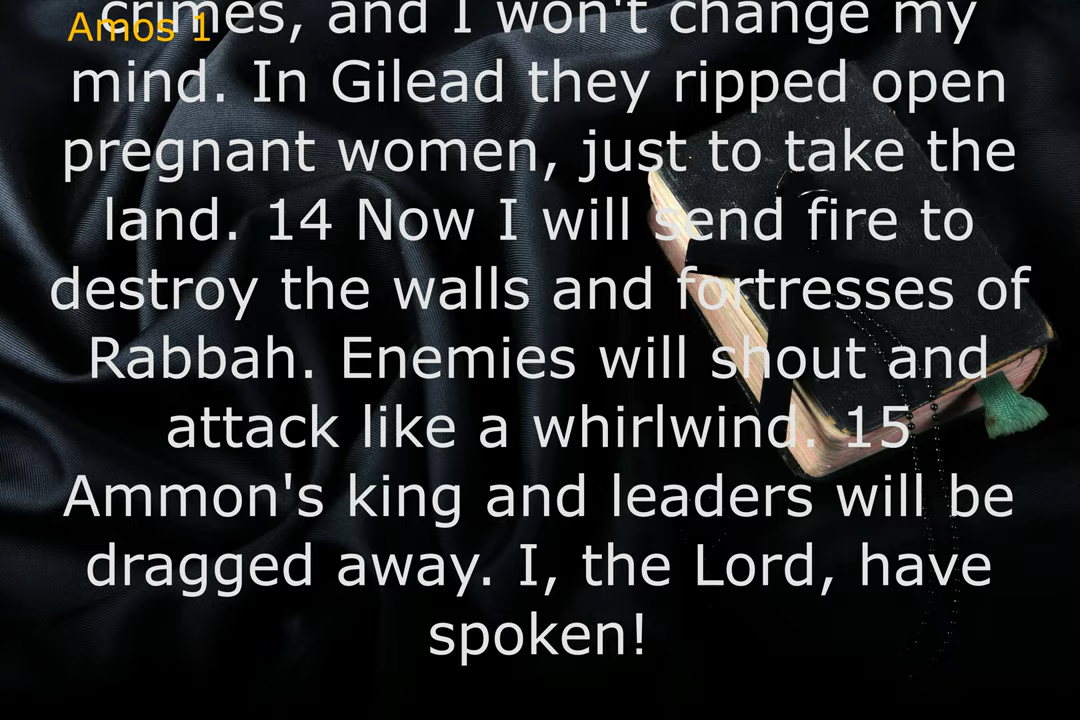 Amos 1
crimes, and I won't change my
mind. In Gilead they ripped open
pregnant women, just to take the
land. 14 Now I will send fire to
destroy the walls and fortresses of
Rabbah. Enemies will shout and
attack like a whirlwind. 15
Ammon's king and leaders will be
dragged away. I, the Lord, have
spoken!